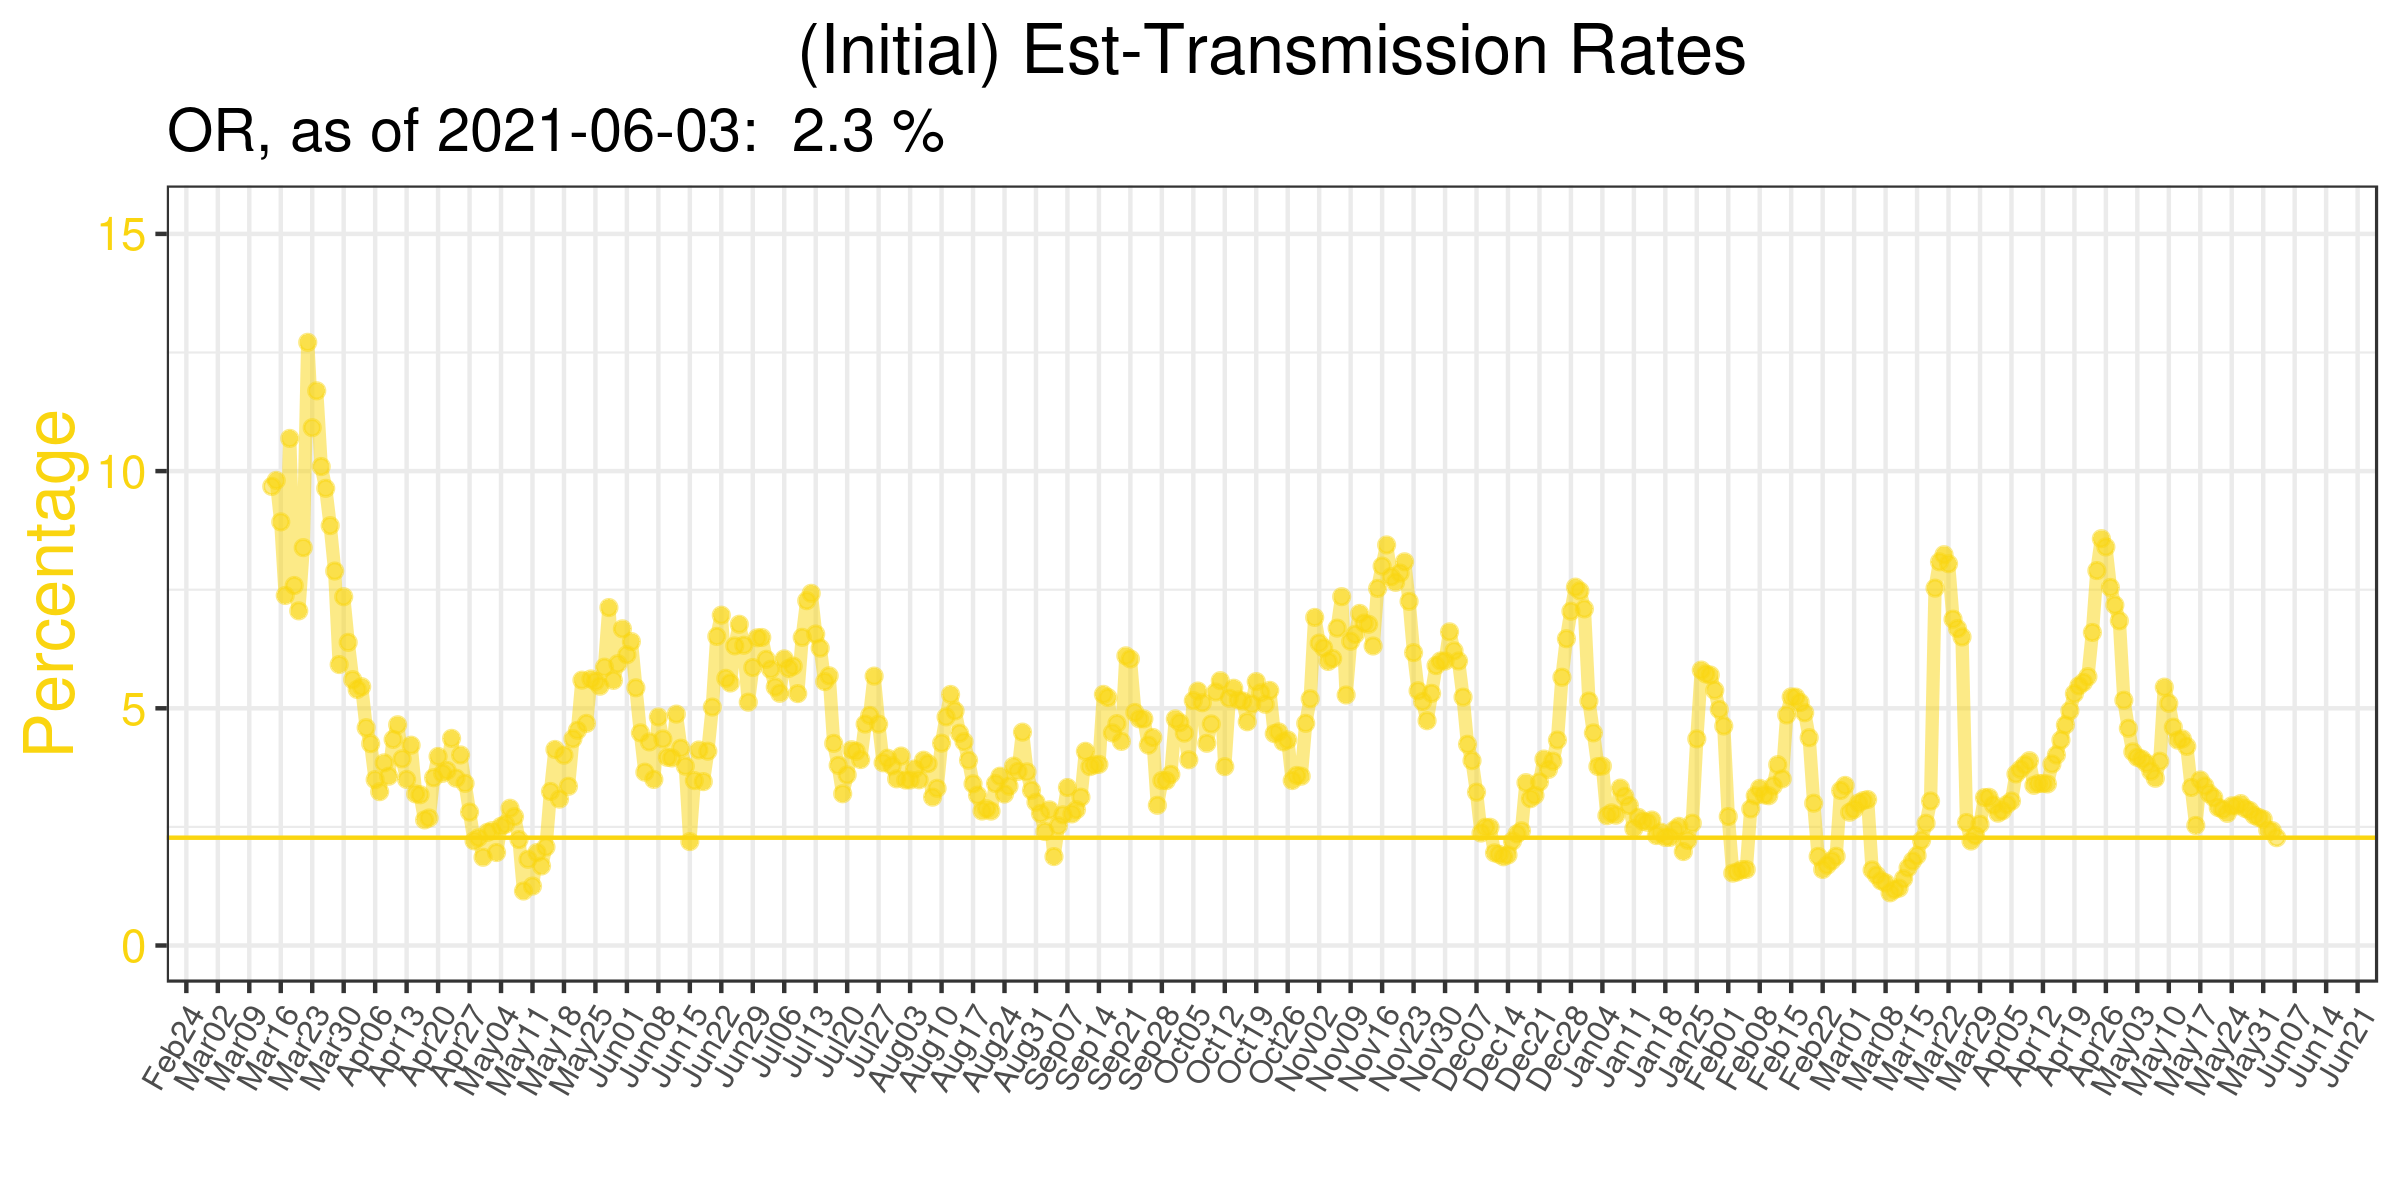 (Initial) Est-Transmission Rates
OR, as of 2021-06-03:  2.3 %
Percentage
15
10
5
0
Feb24
Mar02
Mar09
Mar16
Mar23
Mar30
Apr06
Apr13
Apr20
Apr27
May04
May11
May18
May25
Jun01
Jun08
Jun15
Jun22
Jun29
Jul06
Jul13
Jul20
Jul27
Aug03
Aug10
Aug17
Aug24
Aug31
Sep07
Sep14
Sep21
Sep28
Oct05
Oct12
Oct19
Oct26
Nov02
Nov09
Nov16
Nov23
Nov30
Dec07
Dec14
Dec21
Dec28
Jan04
Jan11
Jan18
Jan25
Feb01
Feb08
Feb15
Feb22
Mar01
Mar08
Mar15
Mar22
Mar29
Apr05
Apr12
Apr19
Apr26
May03
May10
May17
May24
May31
Jun07
Jun14
Jun21